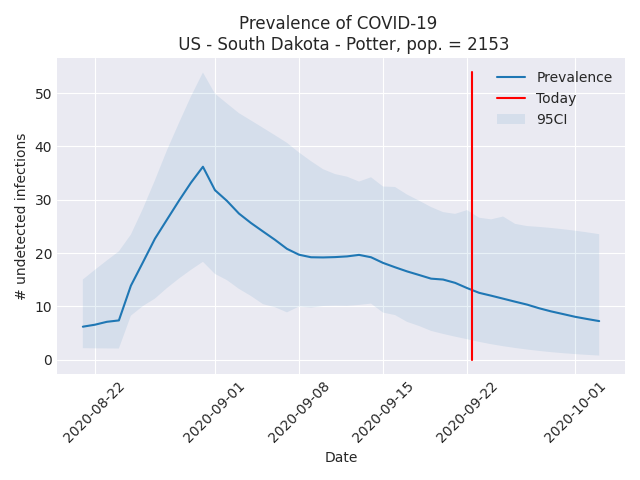 Prevalence of COVID-19
US - South Dakota - Potter, pop. = 2153
Prevalence
Today
95CI
# undetected infections
50
40
30
20
10
0
2020-08-22
2020-09-01
2020-09-08
2020-09-15
2020-09-22
2020-10-01
Date